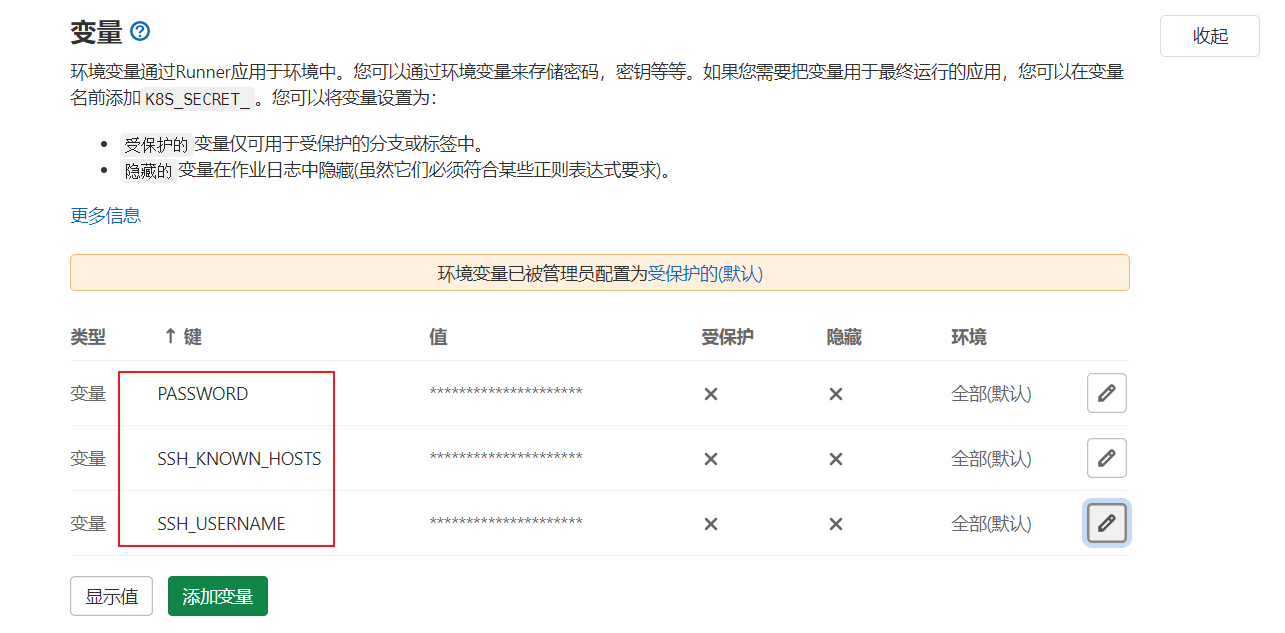 变量
收起
环境变量通过Runner应用于环境中。您可以通过环境变量来存储密码，密钥等等。如果您需要把变量用于最终运行的应用，您可以在变量
名前添加 K8S_SECRET_ 。您可以将变量设置为：
受保护的 变量仅可用于受保护的分支或标签中。
隐藏的 变量在作业日志中隐藏(虽然它们必须符合某些正则表达式要求)。
更多信息
环境变量已被管理员配置为受保护的(默认)
类型 ↑ 键 值 受保护 隐藏 环境
变量 PASSWORD ********************* 全部(默认)
变量 SSH_KNOWN_HOSTS ********************* 全部(默认)
变量 SSH_USERNAME ********************* 全部(默认)
显示值 添加变量